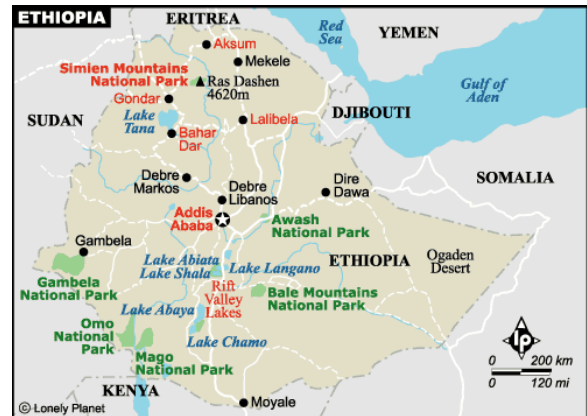 ETHIOPIA
ERITREA
Red
Sea
YEMEN
Aksum
Mekele
Simien Mountains
National Park
Ras Dashen
4620m
Gulf of
Aden
Gondar
DJIBOUTI
SUDAN
Lake
Tana
Lalibela
Bahar
Dar
SOMALIA
Debre
Markos
Debre
Libanos
Dire
Dawa
Addis
Ababa
Awash
National Park
Gambela
Lake Abiata
Lake Shala
Lake Langano
ETHIOPIA
Ogaden
Desert
Gambela
National Park
Rift
Valley
Lakes
Bale Mountains
National Park
Lake Abaya
Omo
National
Park
Lake Chamo
Mago
National Park
lp
0 200 km
0 120 mi
KENYA
Moyale
© Lonely Planet